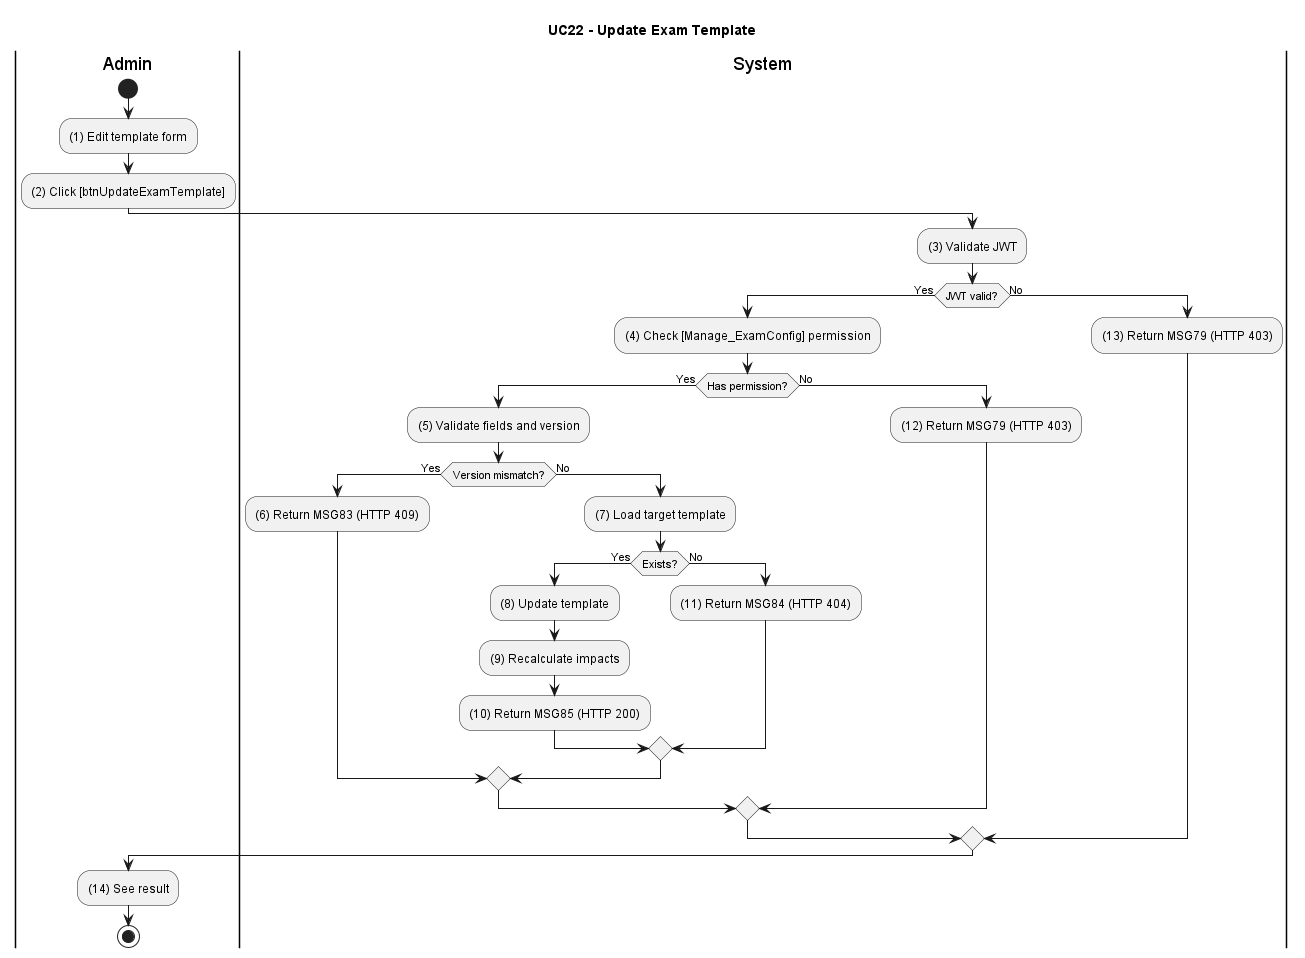 UC22 - Update Exam Template
Admin
System
(1) Edit template form
(2) Click [btnUpdateExamTemplate]
(3) Validate JWT
Yes
JWT valid?
No
(4) Check [Manage_ExamConfig] permission
(13) Return MSG79 (HTTP 403)
Yes
Has permission?
No
(5) Validate fields and version
(12) Return MSG79 (HTTP 403)
Yes
Version mismatch?
No
(6) Return MSG83 (HTTP 409)
(7) Load target template
Yes
Exists?
No
(8) Update template
(11) Return MSG84 (HTTP 404)
(9) Recalculate impacts
(10) Return MSG85 (HTTP 200)
(14) See result